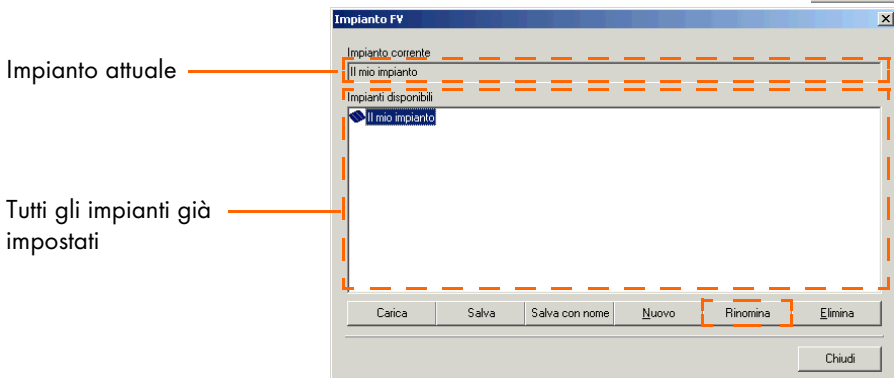 Impianto FV
Impianto corrente
Impianto attuale
Il mio impianto
Impianti disponibili
Il mio impianto
Tutti gli impianti già
impostati
Carica Salva Salva con nome Nuovo Rinomina Elimina
Chiudi